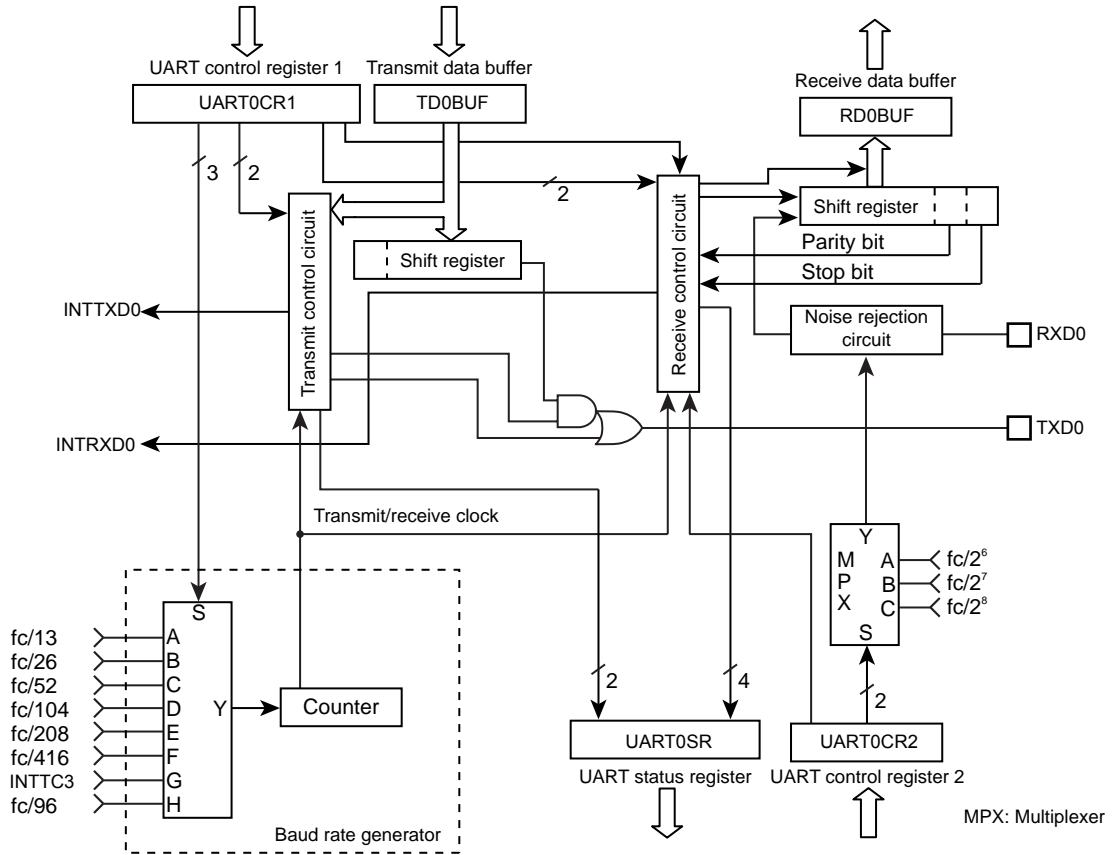 UART control register 1
Transmit data buffer
Receive data buffer
UART0CR1
TD0BUF
RD0BUF
3
2
2
Transmit control circuit
Shift register
Receive control circuit
Shift register
Parity bit
Stop bit
INTTXD0
Noise rejection
circuit
RXD0
INTRXD0
TXD0
Transmit/receive clock
Y
M
P
X
A
B
C
S
fc/2⁶
fc/2⁷
fc/2⁸
S
fc/13
fc/26
fc/52
fc/104
fc/208
fc/416
INTTC3
fc/96
A
B
C
D
E
F
G
H
Y
Counter
2
4
2
UART0SR
UART0CR2
UART status register
UART control register 2
Baud rate generator
MPX: Multiplexer